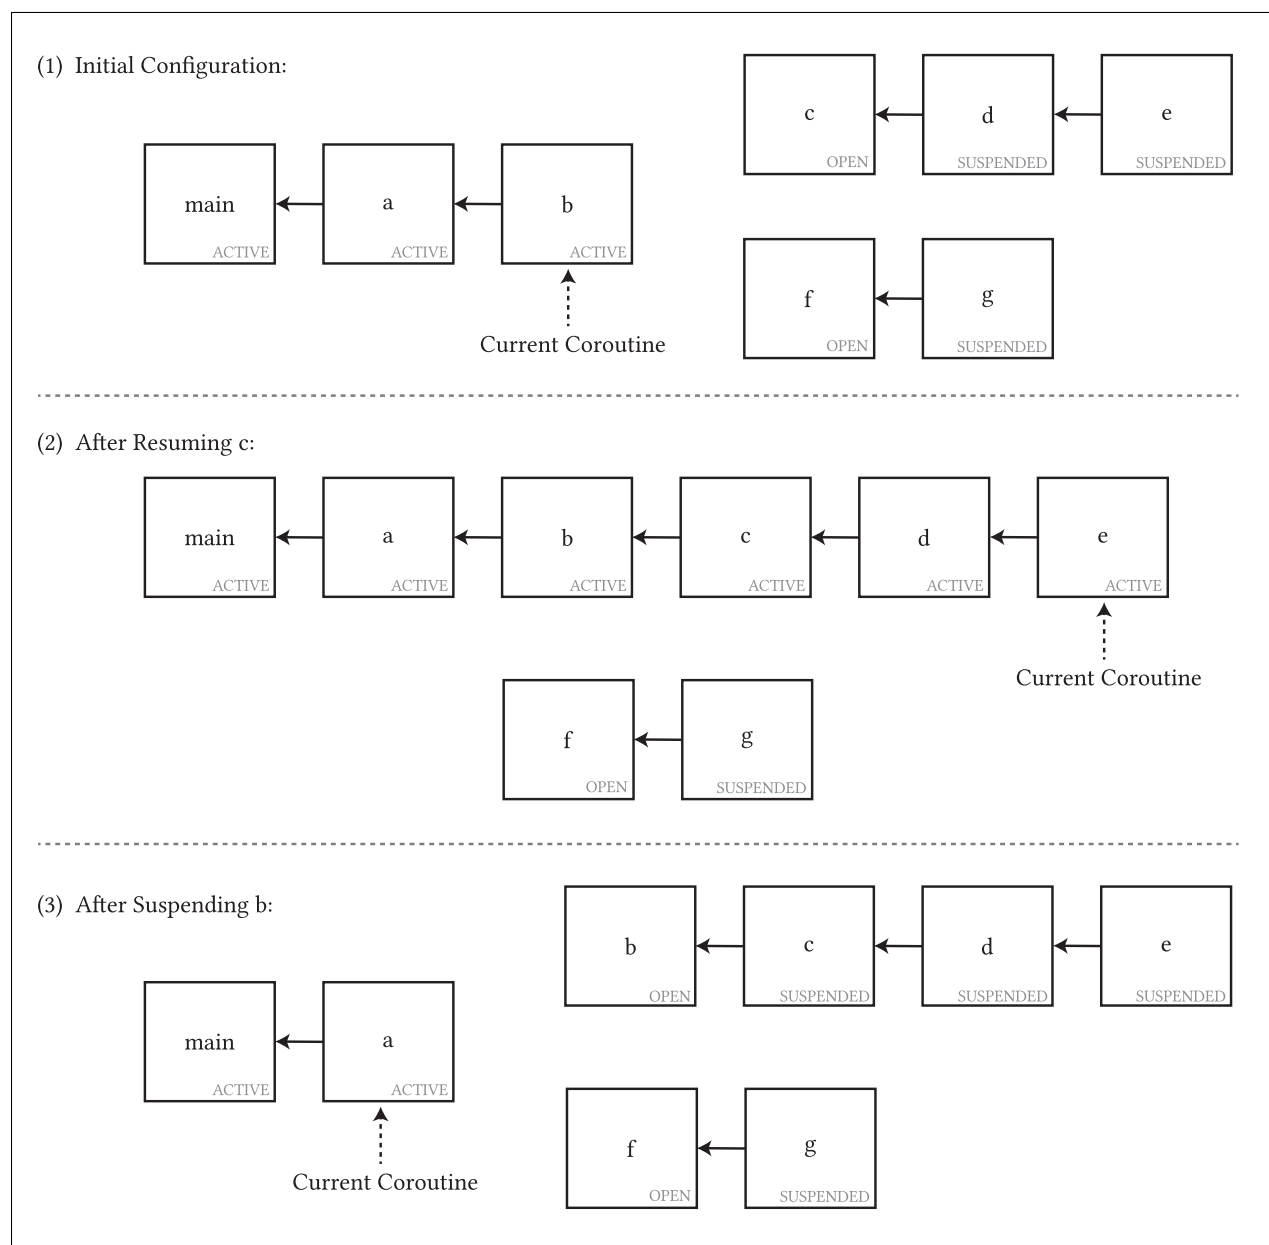 (1) Initial Configuration:
c
OPEN
d
SUSPENDED
e
SUSPENDED
main
ACTIVE
a
ACTIVE
b
ACTIVE
Current Coroutine
f
OPEN
g
SUSPENDED
(2) After Resuming c:
main
ACTIVE
a
ACTIVE
b
ACTIVE
c
ACTIVE
d
ACTIVE
e
ACTIVE
Current Coroutine
f
OPEN
g
SUSPENDED
(3) After Suspending b:
b
OPEN
c
SUSPENDED
d
SUSPENDED
e
SUSPENDED
main
ACTIVE
a
ACTIVE
Current Coroutine
f
OPEN
g
SUSPENDED